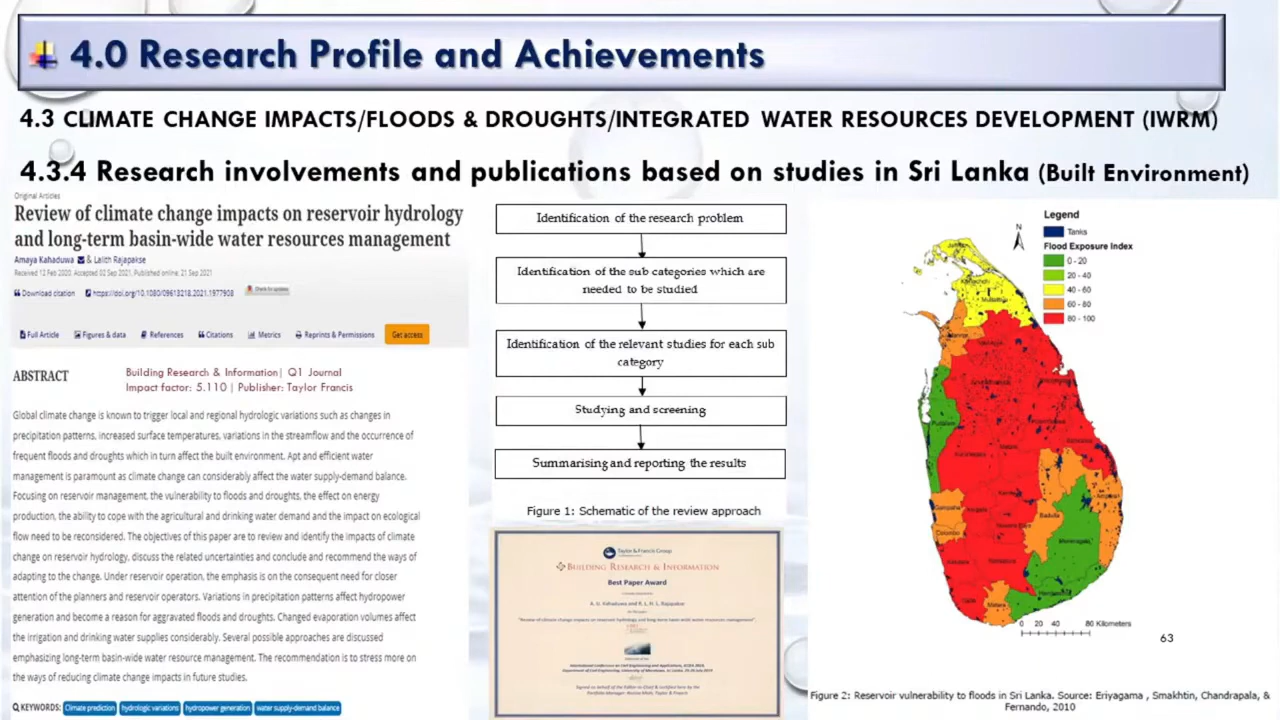 4.0 Research Profile and Achievements
4.3 CLIMATE CHANGE IMPACTS/FLOODS & DROUGHTS/INTEGRATED WATER RESOURCES DEVELOPMENT (IWRM)
4.3.4 Research involvements and publications based on studies in Sri Lanka (Built Environment)
Original Articles
Review of climate change impacts on reservoir hydrology
and long-term basin-wide water resources management
Amaya Kahaduwa & Lalith Rajapakse
Received 12 Feb 2020, Accepted 02 Sep 2021, Published online: 21 Sep 2021
Download citation https://doi.org/10.1080/09613218.2021.1977908 Check for updates
Full Article Figures & data References Citations Metrics Reprints & Permissions Get access
ABSTRACT
Building Research & Information| Q1 Journal
Impact factor: 5.110 | Publisher: Taylor Francis
Global climate change is known to trigger local and regional hydrologic variations such as changes in
precipitation patterns, increased surface temperatures, variations in the streamflow and the occurrence of
frequent floods and droughts which in turn affect the built environment. Apt and efficient water
management is paramount as climate change can considerably affect the water supply-demand balance.
Focusing on reservoir management, the vulnerability to floods and droughts, the effect on energy
production, the ability to cope with the agricultural and drinking water demand and the impact on ecological
flow need to be reconsidered. The objectives of this paper are to review and identify the impacts of climate
change on reservoir hydrology, discuss the related uncertainties and conclude and recommend the ways of
adapting to the change. Under reservoir operation, the emphasis is on the consequent need for closer
attention of the planners and reservoir operators. Variations in precipitation patterns affect hydropower
generation and become a reason for aggravated floods and droughts. Changed evaporation volumes affect
the irrigation and drinking water supplies considerably. Several possible approaches are discussed
emphasizing long-term basin-wide water resource management. The recommendation is to stress more on
the ways of reducing climate change impacts in future studies.
KEYWORDS: Climate prediction hydrologic variations hydropower generation water supply-demand balance
Identification of the research problem
Identification of the sub categories which are
needed to be studied
Identification of the relevant studies for each sub
category
Studying and screening
Summarising and reporting the results
Figure 1: Schematic of the review approach
Taylor & Francis Group
BUILDING RESEARCH & INFORMATION
Best Paper Award
N
Legend
Tanks
Flood Exposure Index
0 - 20
20 - 40
40 - 60
60 - 80
80 - 100
Puttalam
Kurunegala
Gampaha
Colombo
Badulla
Moneragala
Ampara
Matara
Hambantota
0 20 40 80 Kilometers
63
Figure 2: Reservoir vulnerability to floods in Sri Lanka. Source: Eriyagama , Smakhtin, Chandrapala, &
Fernando, 2010